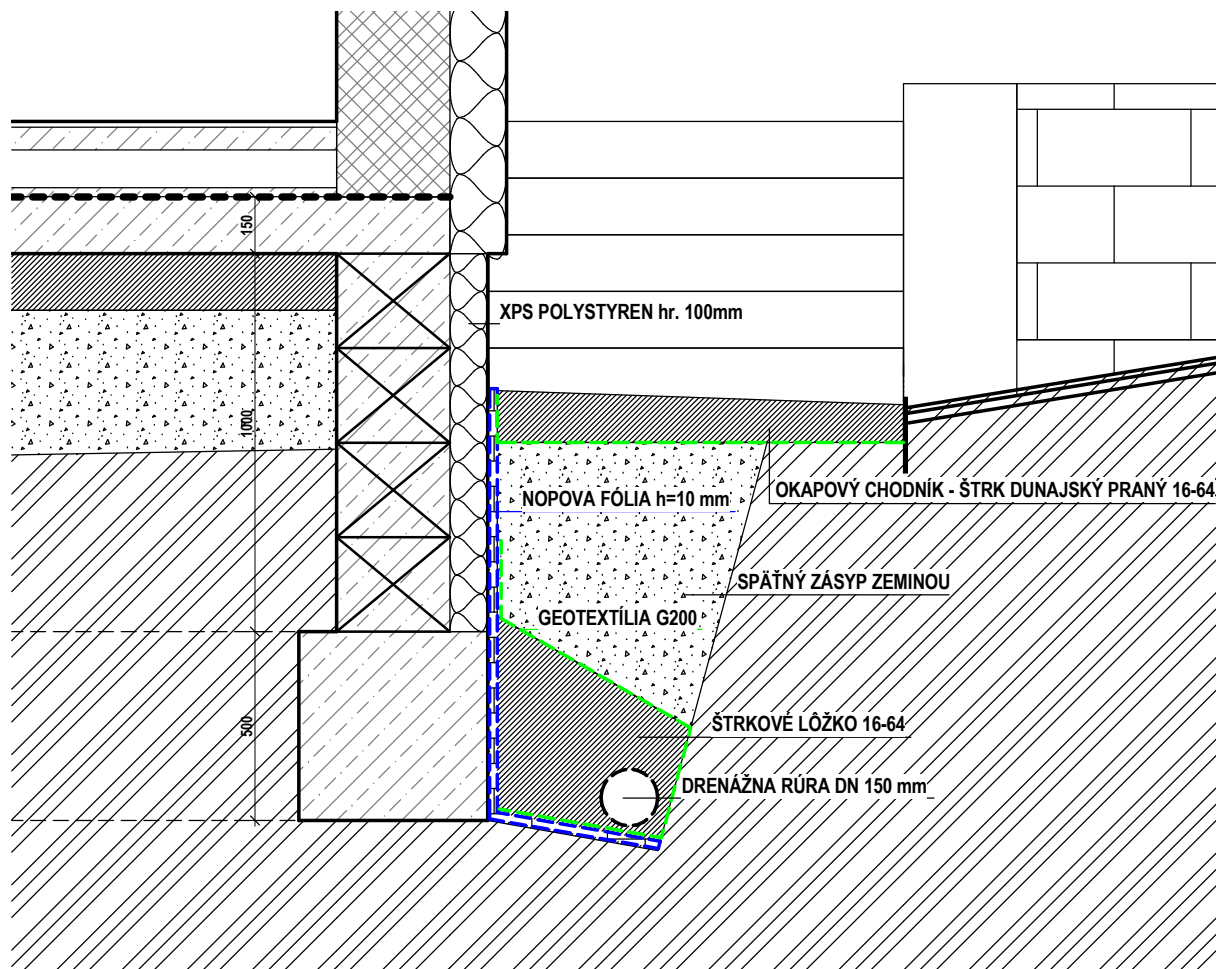 150
XPS POLYSTYREN hr. 100mm
1000
OKAPOVÝ CHODNÍK - ŠTRK DUNAJSKÝ PRANÝ 16-64
NOPOVA FÓLIA h=10 mm
SPÄŤNÝ ZÁSYP ZEMINOU
GEOTEXTÍLIA G200
500
ŠTRKOVÉ LÔŽKO 16-64
DRENÁŽNA RÚRA DN 150 mm